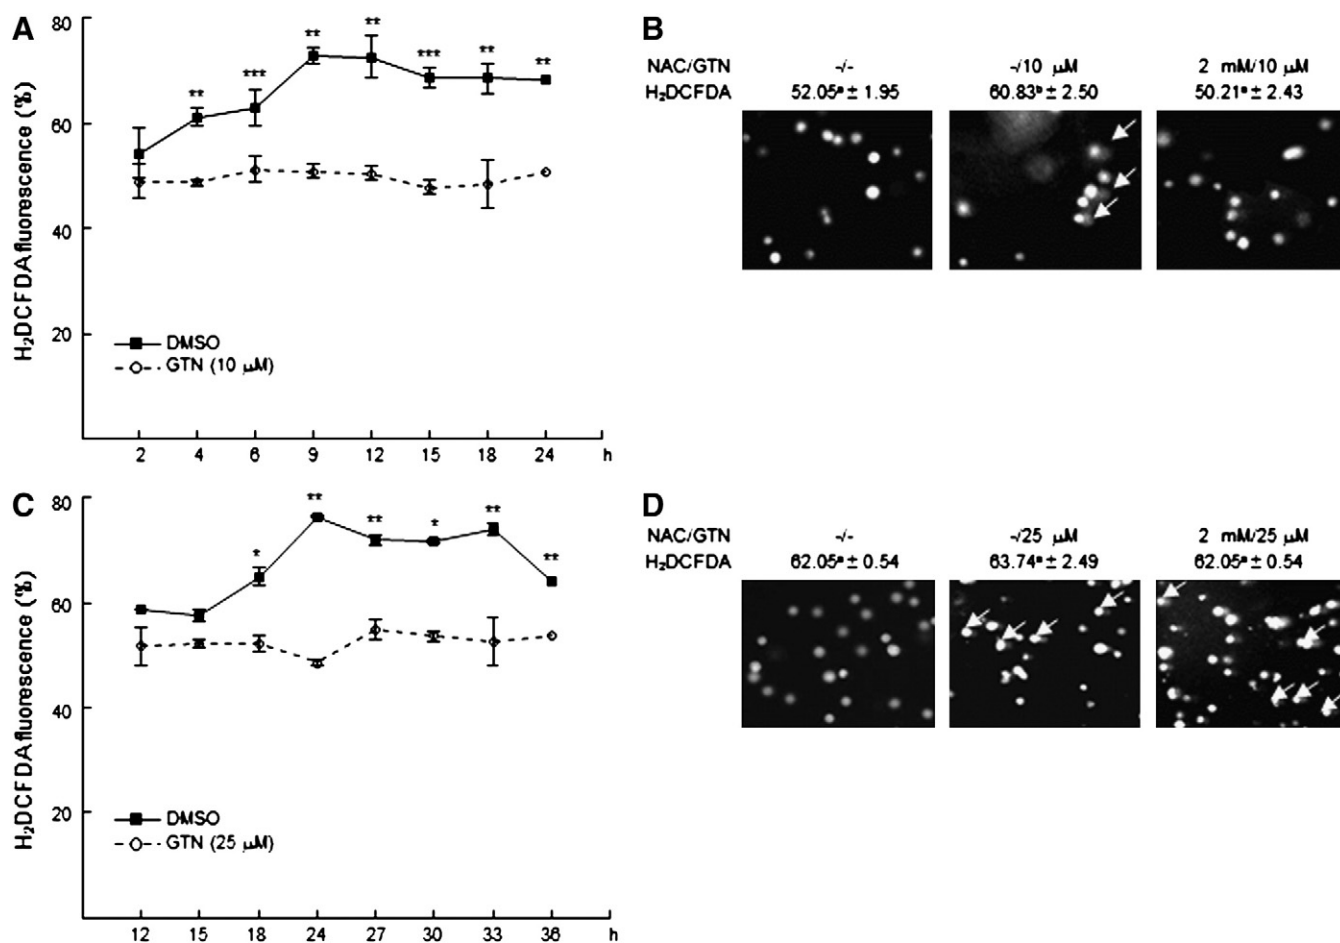 A
H₂DCFDA fluorescence (%)
80
60
40
20
** *** ** ** *** ** **
DMSO
GTN (10 μM)
2 4 6 9 12 15 18 24 h
B
NAC/GTN -/- -/10 μM 2 mM/10 μM
H₂DCFDA 52.05ᵃ ± 1.95 60.83ᵇ ± 2.50 50.21ᵃ ± 2.43
C
H₂DCFDA fluorescence (%)
80
60
40
20
* ** ** * ** **
DMSO
GTN (25 μM)
12 15 18 24 27 30 33 36 h
D
NAC/GTN -/- -/25 μM 2 mM/25 μM
H₂DCFDA 62.05ᵃ ± 0.54 63.74ᵃ ± 2.49 62.05ᵃ ± 0.54